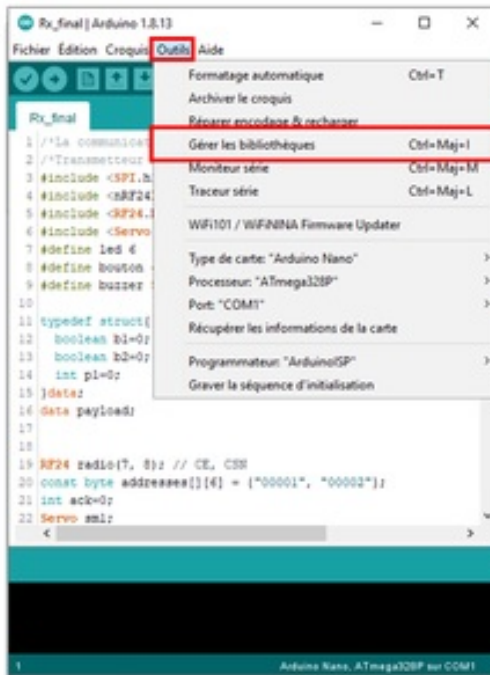 Rx_final | Arduino 1.8.13
Fichier Édition Croquis Outils Aide
Formatage automatique Ctrl+T
Archiver le croquis
Réparer encodage & recharger
Gérer les bibliothèques Ctrl+Maj+I
Moniteur série Ctrl+Maj+M
Traceur série Ctrl+Maj+L
WiFi101 / WiFiNINA Firmware Updater
Type de carte: "Arduino Nano"
Processeur: "ATmega328P"
Port: "COM1"
Récupérer les informations de la carte
Programmateur: "ArduinoISP"
Graver la séquence d'initialisation
Rx_final
1 /*La communicat
2 /*Transmetteur
3 #include <SPI.h
4 #include <nRF24
5 #include <RF24.
6 #include <Servo
7 #define led 6
8 #define bouton
9 #define buzzer
10
11 typedef struct{
12 boolean b1=0;
13 boolean b2=0;
14 int p1=0;
15 }data;
16 data payload;
17
18
19 RF24 radio(7, 8); // CE, CSN
20 const byte addresses[][6] = {"00001", "00002"};
21 int ack=0;
22 Servo sm1;
1 Arduino Nano, ATmega328P sur COM1